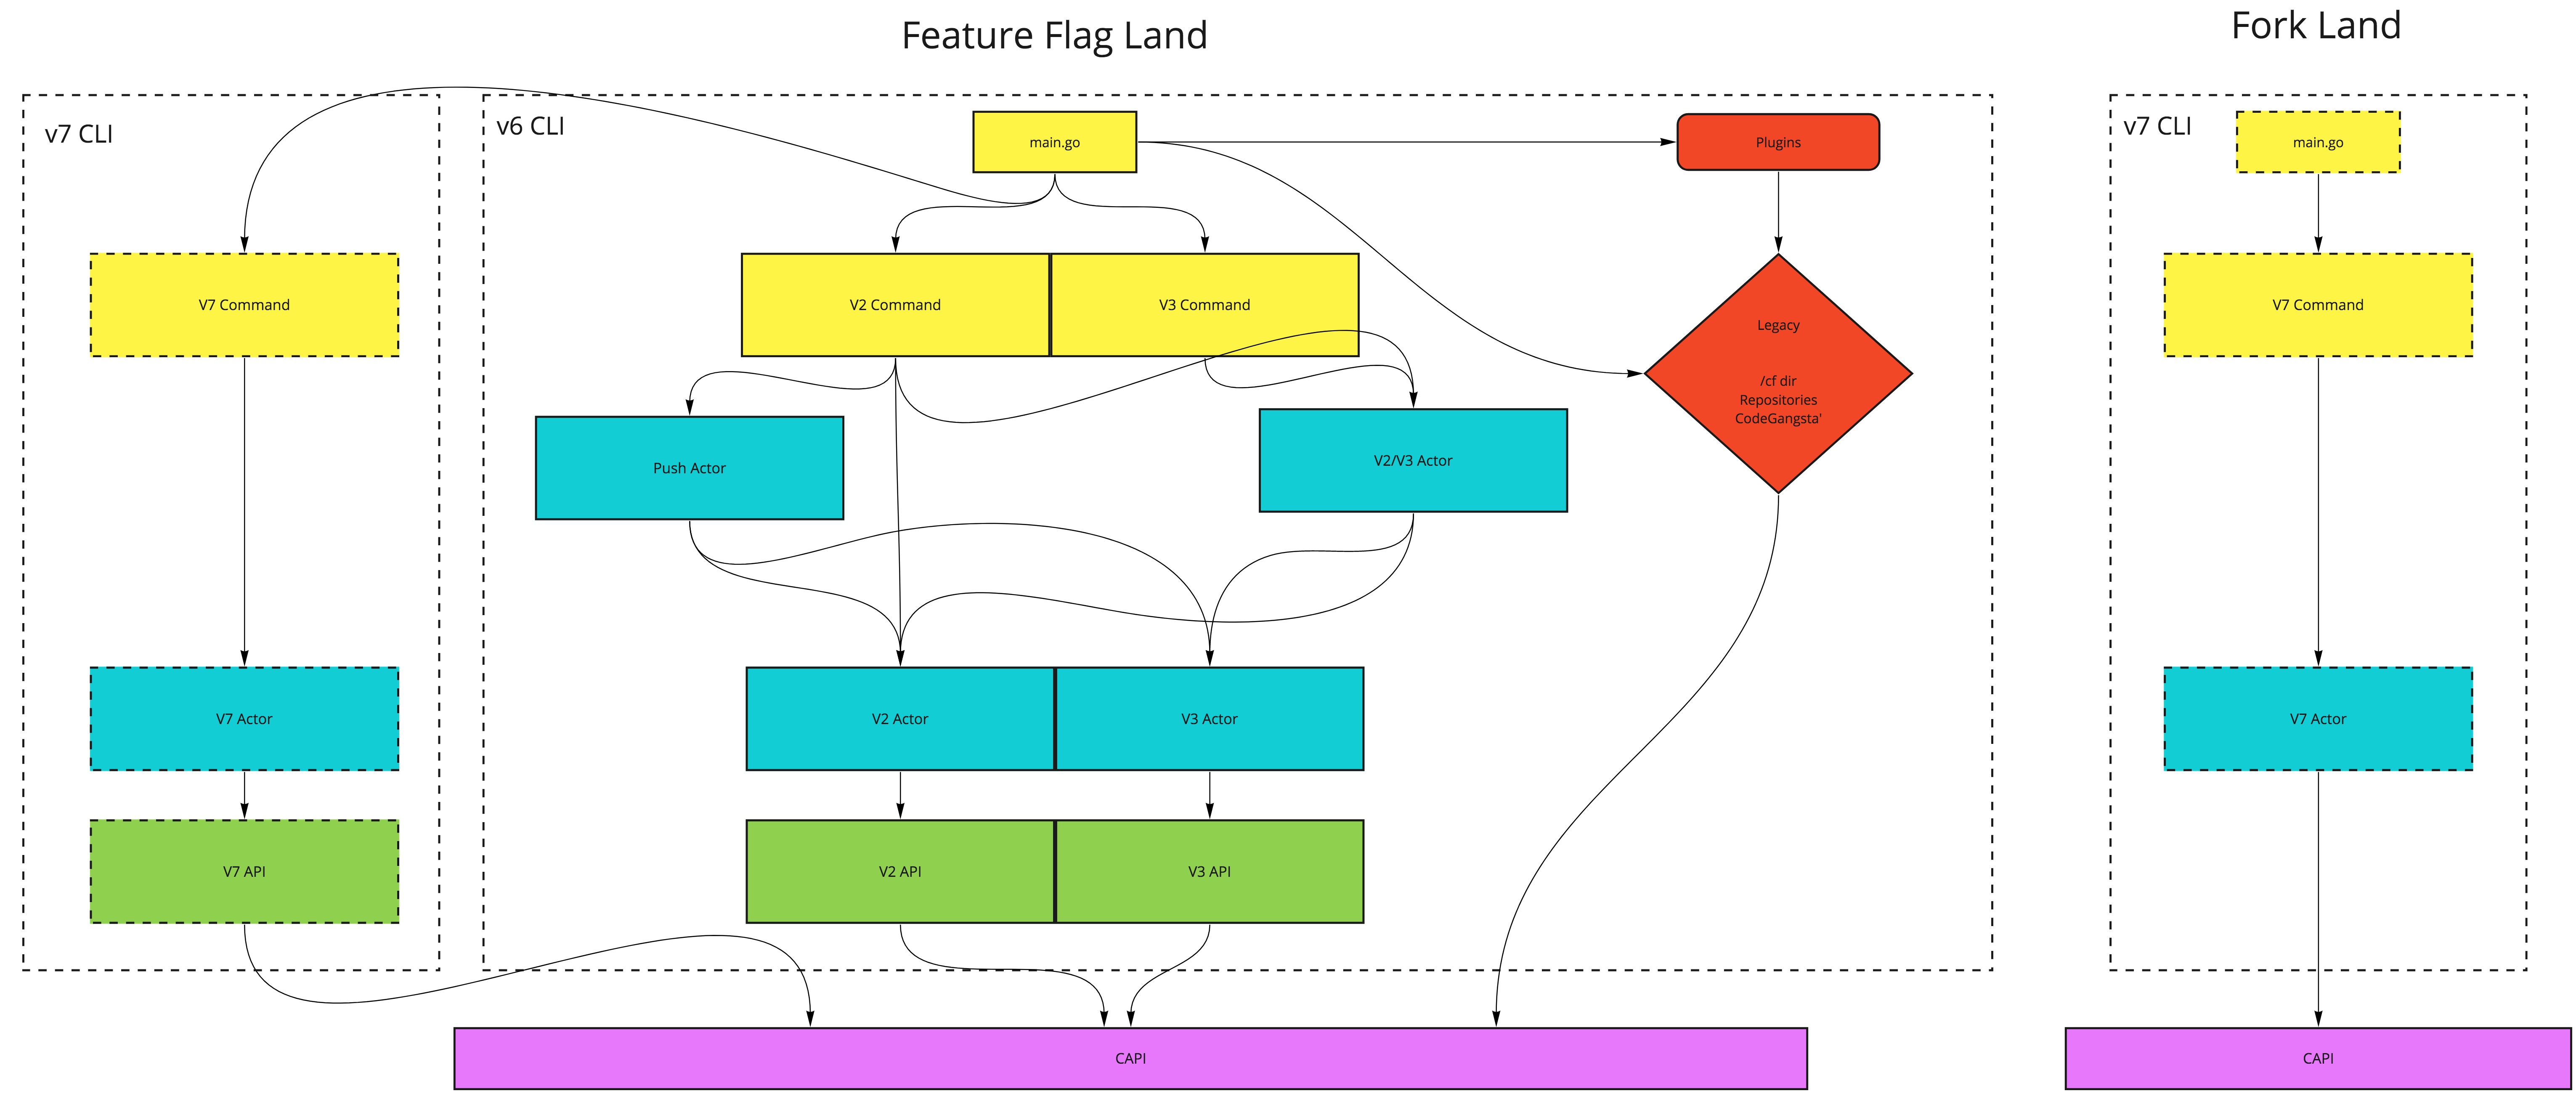 Feature Flag Land
Fork Land
v7 CLI
v6 CLI
main.go
Plugins
v7 CLI
main.go
V7 Command
V2 Command
V3 Command
Legacy
/cf dir
Repositories
CodeGangsta'
V7 Command
Push Actor
V2/V3 Actor
V7 Actor
V2 Actor
V3 Actor
V7 Actor
V7 API
V2 API
V3 API
CAPI
CAPI